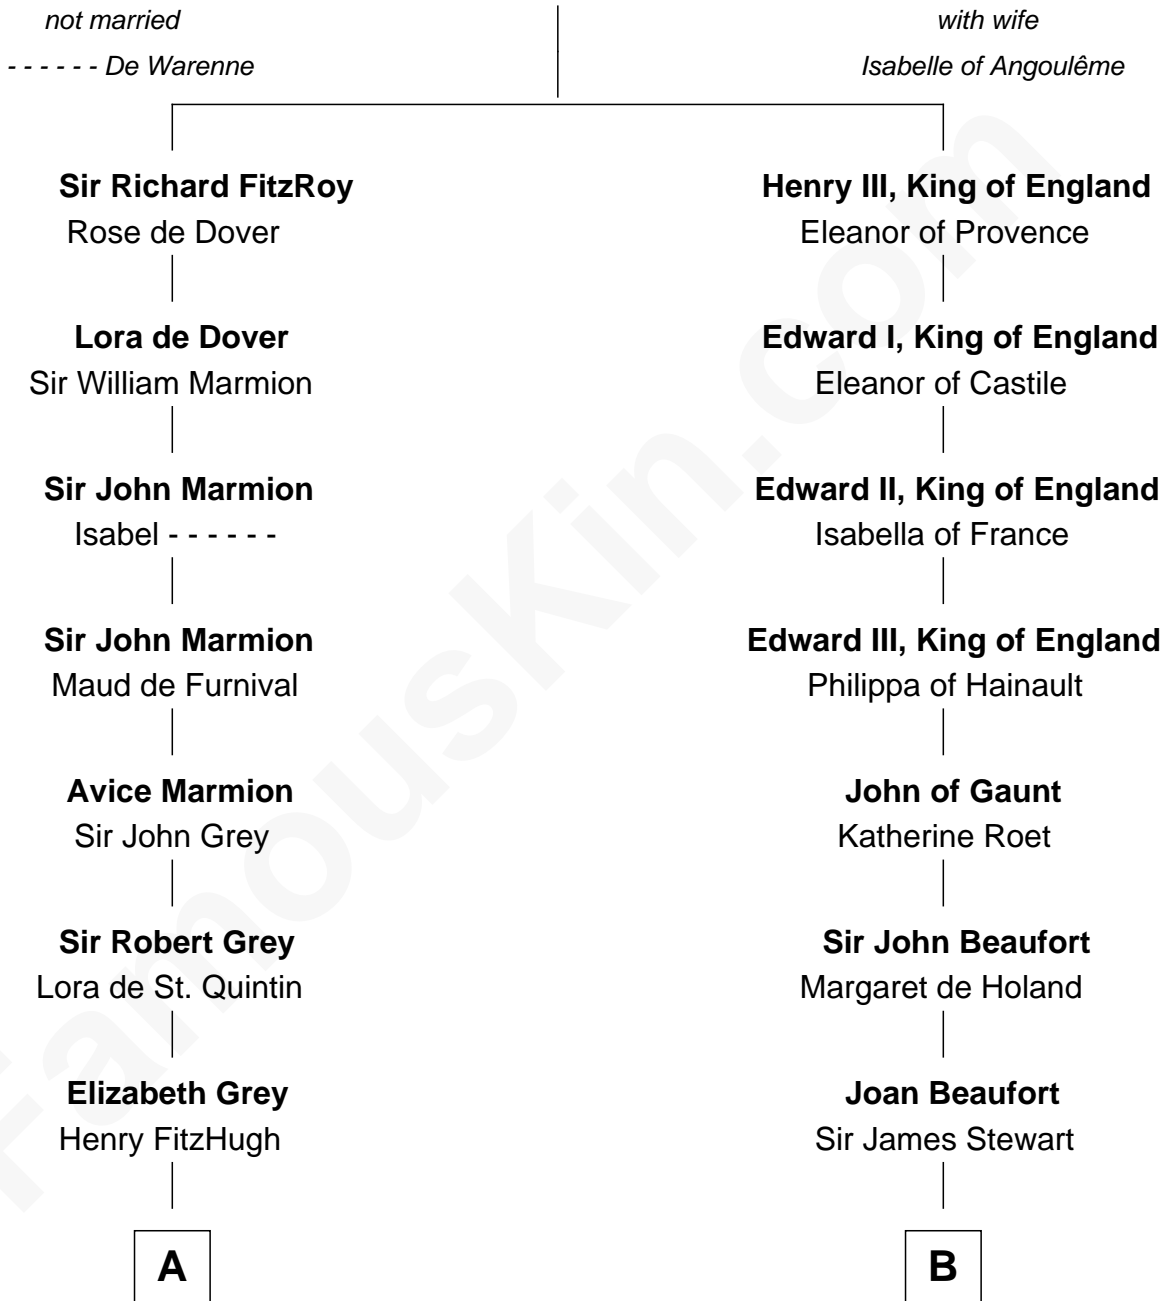 not married
with wife
- - - - - - De Warenne
Isabelle of Angoulême
Sir Richard FitzRoy
Rose de Dover
Henry III, King of England
Eleanor of Provence
Lora de Dover
Sir William Marmion
Edward I, King of England
Eleanor of Castile
Sir John Marmion
Isabel - - - - - -
Edward II, King of England
Isabella of France
Sir John Marmion
Maud de Furnival
Edward III, King of England
Philippa of Hainault
Avice Marmion
Sir John Grey
John of Gaunt
Katherine Roet
Sir Robert Grey
Lora de St. Quintin
Sir John Beaufort
Margaret de Holand
Elizabeth Grey
Henry FitzHugh
Joan Beaufort
Sir James Stewart
A
B
FamousKin.com